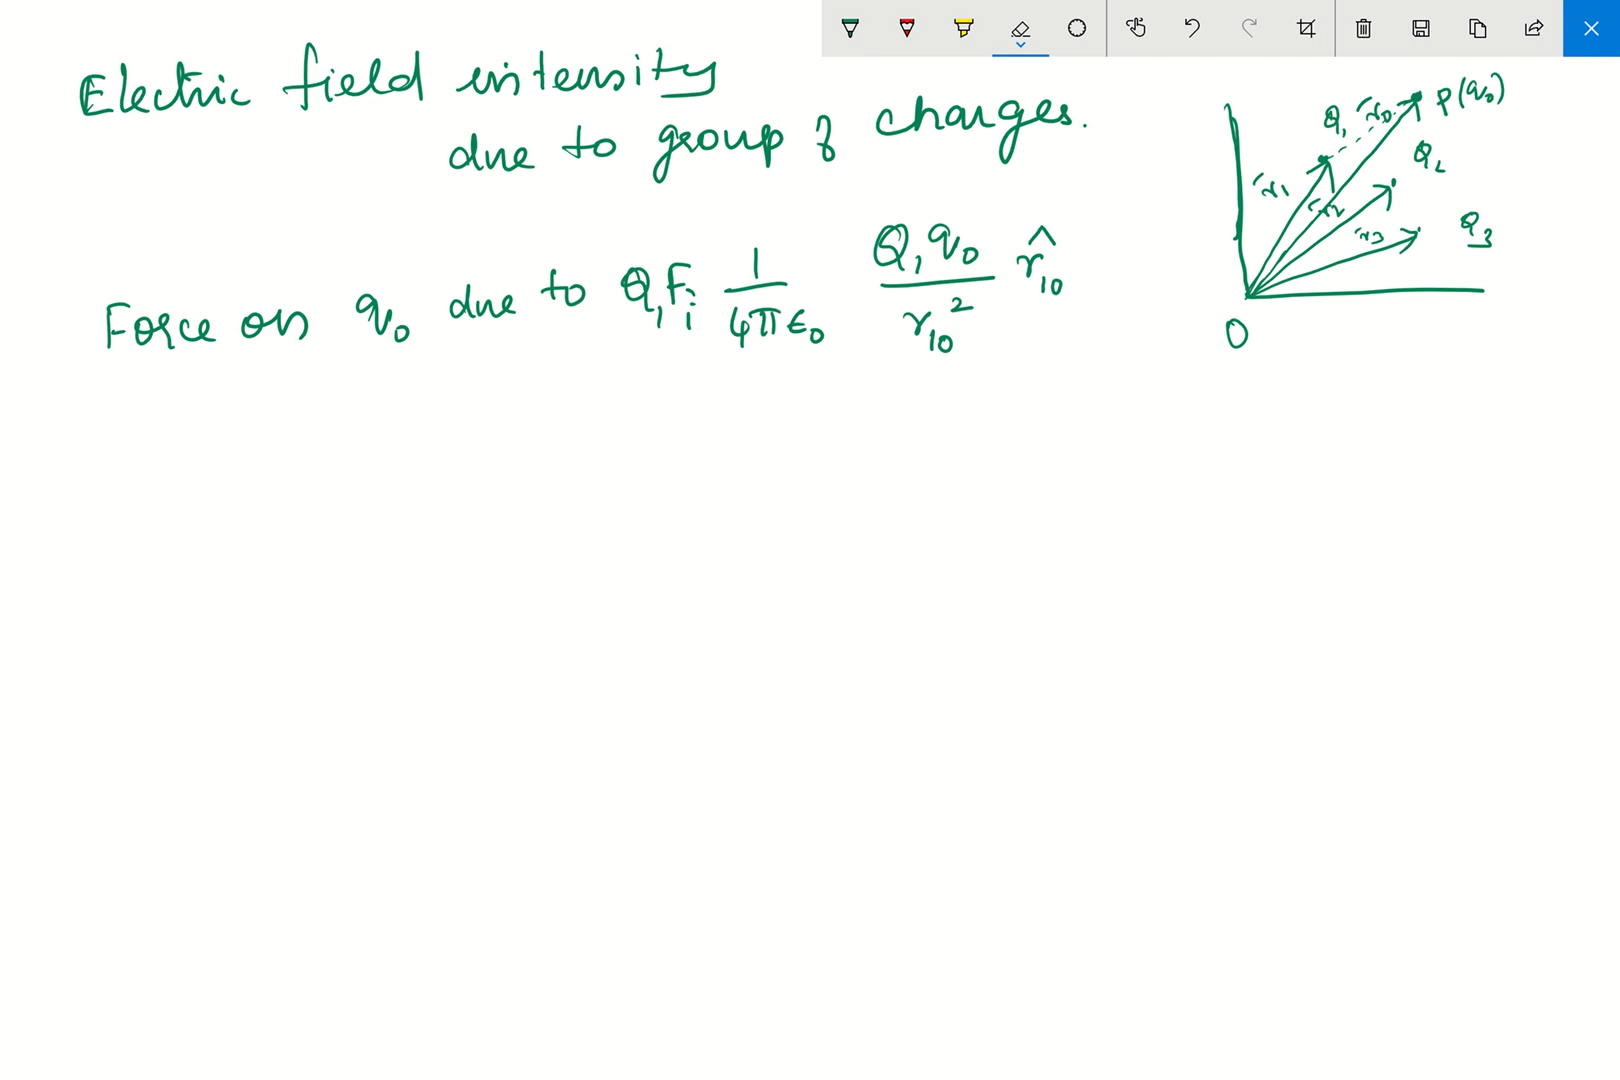 Electric field intensity
due to group of charges.
Force on q₀ due to Q₁ F₁ = 1/4πϵ₀ Q₁q₀/r₁₀² r̂₁₀
Q₁ r₀ P(q₀)
Q₂
r₁ r₂
r₃ Q₃
O